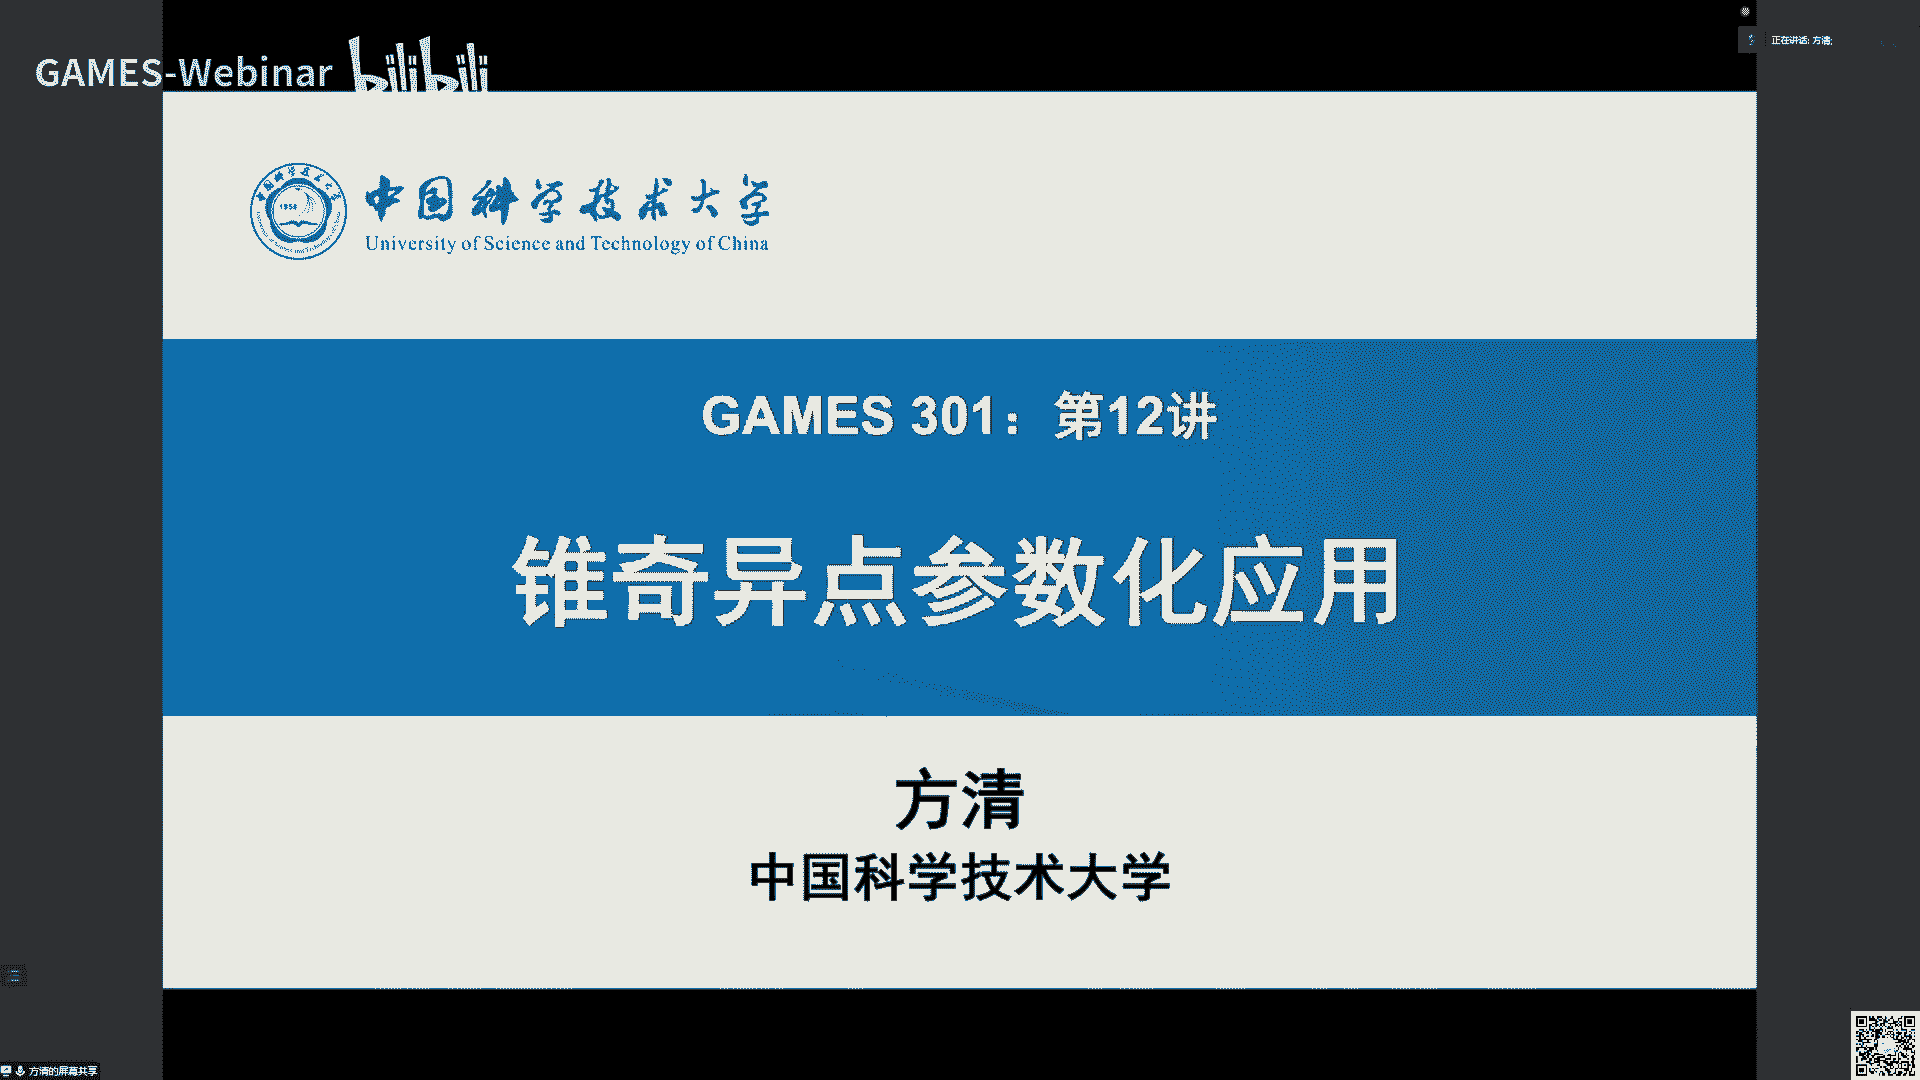 正在讲话: 方清;
GAMES-Webinar bilibili
1958
中国科学技术大学
University of Science and Technology of China
GAMES 301：第12讲
锥奇异点参数化应用
方清
中国科学技术大学
方清的屏幕共享